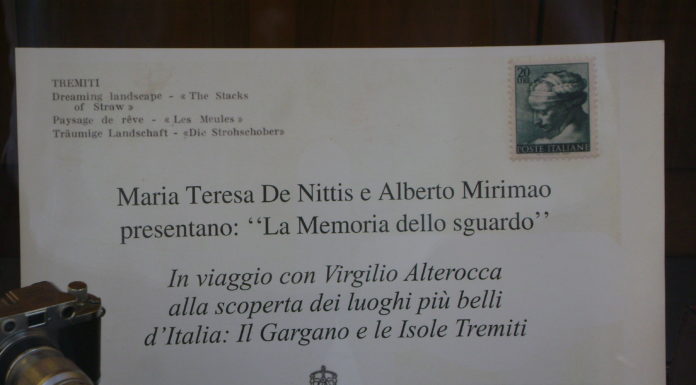 TREMITI
Dreaming landscape - «The Stacks
of Straw»
Paysage de rêve - «Les Meules»
Träumige Landschaft - «Die Strohschober»
20
LIRE
POSTE ITALIANE
Maria Teresa De Nittis e Alberto Mirimao
presentano: ‘‘La Memoria dello sguardo’’
In viaggio con Virgilio Alterocca
alla scoperta dei luoghi più belli
d'Italia: Il Gargano e le Isole Tremiti